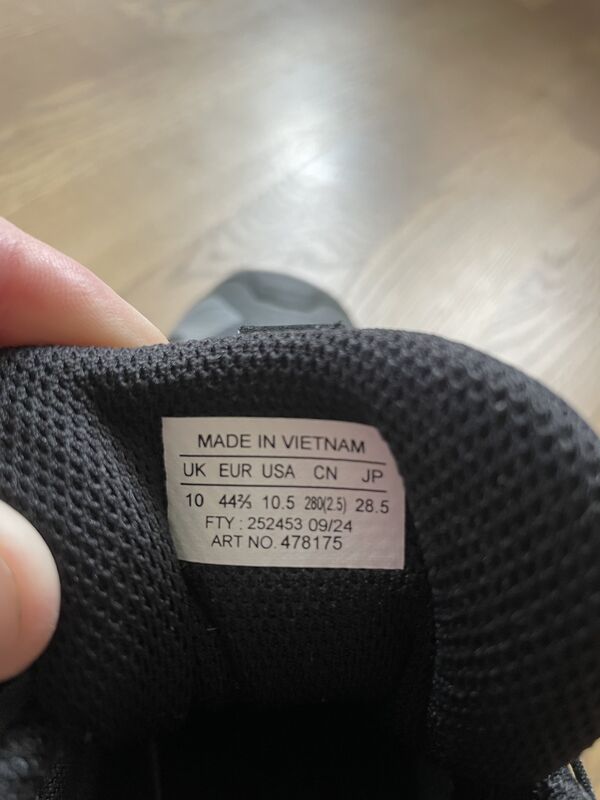 MADE IN VIETNAM
UK EUR USA CN JP
10 44⅔ 10.5 280(2.5) 28.5
FTY : 252453 09/24
ART NO. 478175